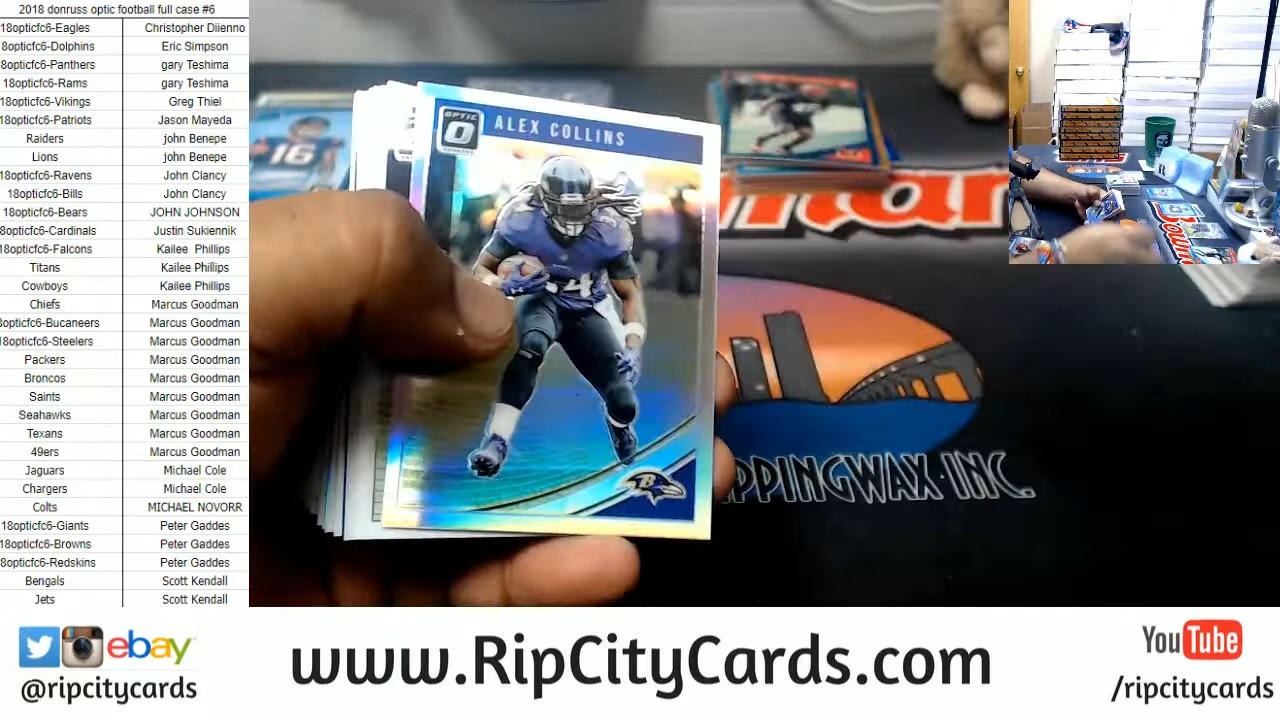 2018 donruss optic football full case #6
18opticfc6-Eagles Christopher Diienno
8opticfc6-Dolphins Eric Simpson
8opticfc6-Panthers gary Teshima
18opticfc6-Rams gary Teshima
18opticfc6-Vikings Greg Thiel
8opticfc6-Patriots Jason Mayeda
Raiders john Benepe
Lions john Benepe
18opticfc6-Ravens John Clancy
18opticfc6-Bills John Clancy
18opticfc6-Bears JOHN JOHNSON
8opticfc6-Cardinals Justin Sukiennik
8opticfc6-Falcons Kailee Phillips
Titans Kailee Phillips
Cowboys Kailee Phillips
Chiefs Marcus Goodman
opticfc6-Bucaneers Marcus Goodman
8opticfc6-Steelers Marcus Goodman
Packers Marcus Goodman
Broncos Marcus Goodman
Saints Marcus Goodman
Seahawks Marcus Goodman
Texans Marcus Goodman
49ers Marcus Goodman
Jaguars Michael Cole
Chargers Michael Cole
Colts MICHAEL NOVORR
18opticfc6-Giants Peter Gaddes
18opticfc6-Browns Peter Gaddes
8opticfc6-Redskins Peter Gaddes
Bengals Scott Kendall
Jets Scott Kendall
OPTIC
ALEX COLLINS
34
16
PPINGWAX·INC.
ebay
@ripcitycards
www.RipCityCards.com
YouTube
/ripcitycards